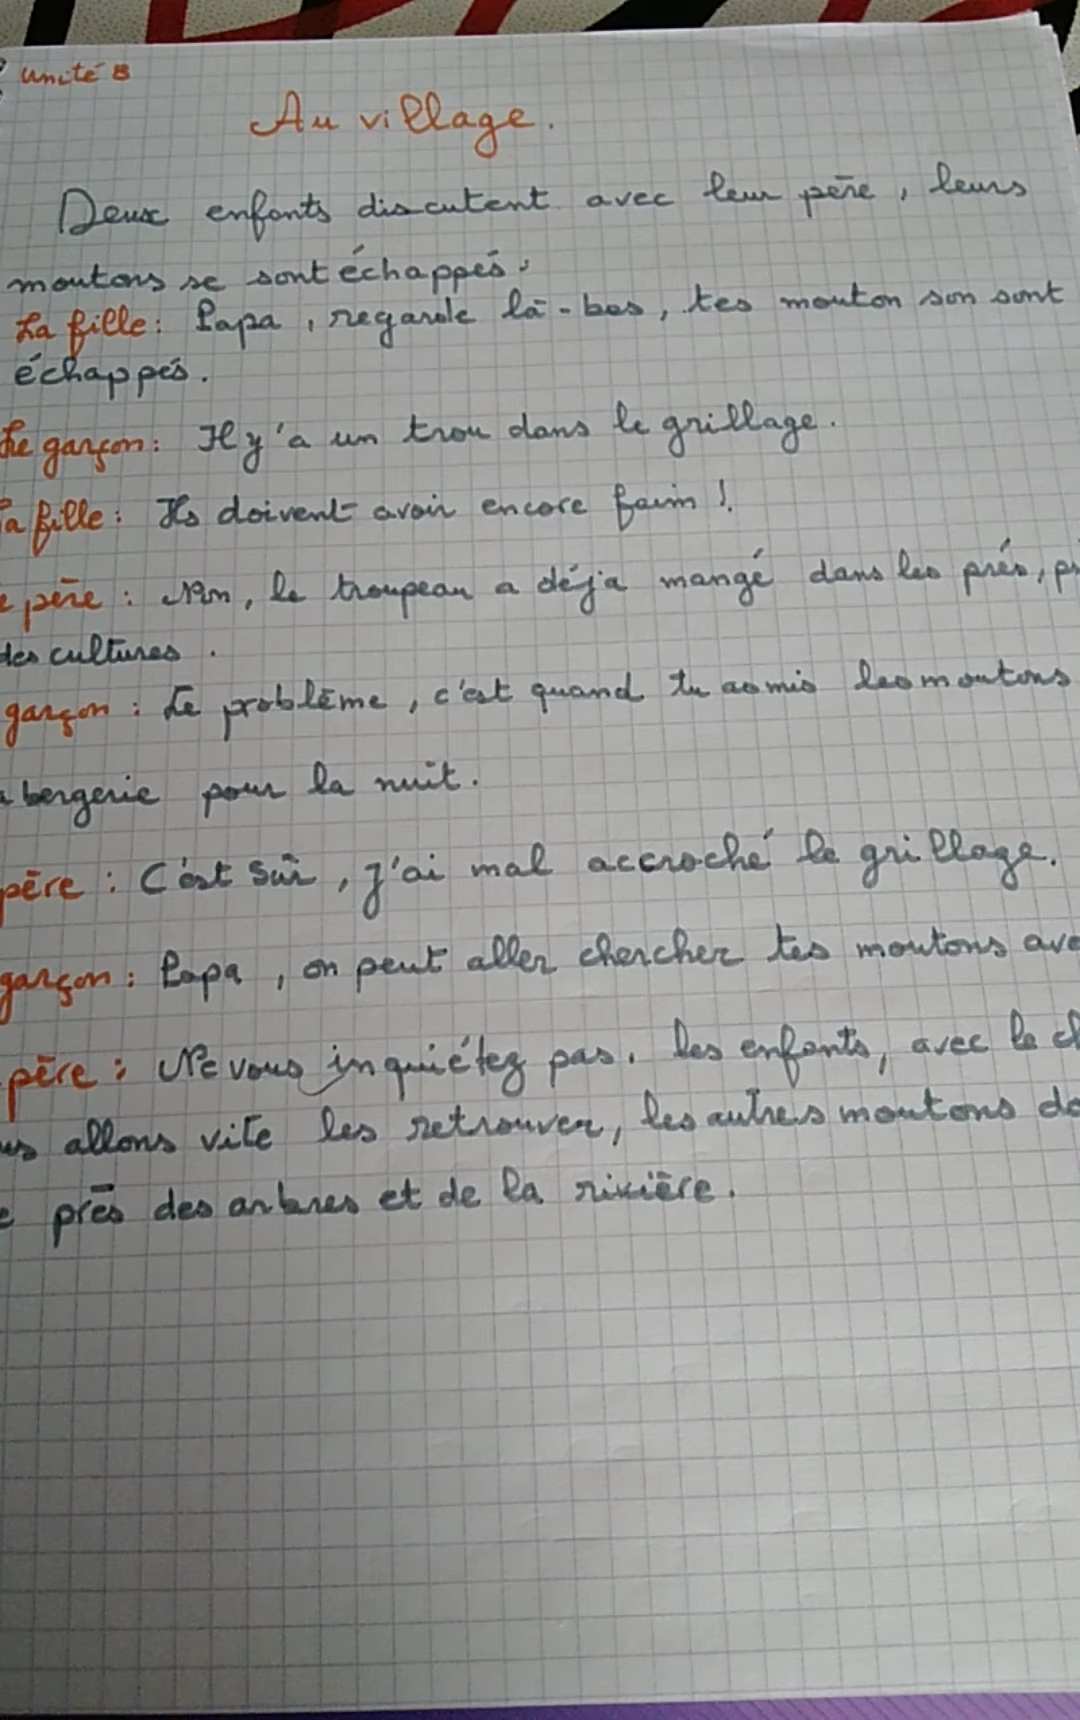 Unité 8
Au village.
Deux enfants discutent avec leur père, leurs
moutons se sont échappés,
La fille: Papa, regarde là-bas, tes mouton son sont
échappés.
Le garçon: Il y'a un trou dans le grillage.
la fille: Ils doivent avoir encore faim !
père: Non, le troupeau a déjà mangé dans les prés,
des cultures.
garçon: Le problème, c'est quand tu as mis les moutons
bergerie pour la nuit.
père: C'est sûr, j'ai mal accroché le grillage.
garçon: Papa, on peut aller chercher tes moutons
père: Ne vous inquiétez pas, les enfants, avec le
allons vite les retrouver, les autres moutons
près des arbres et de la rivière.